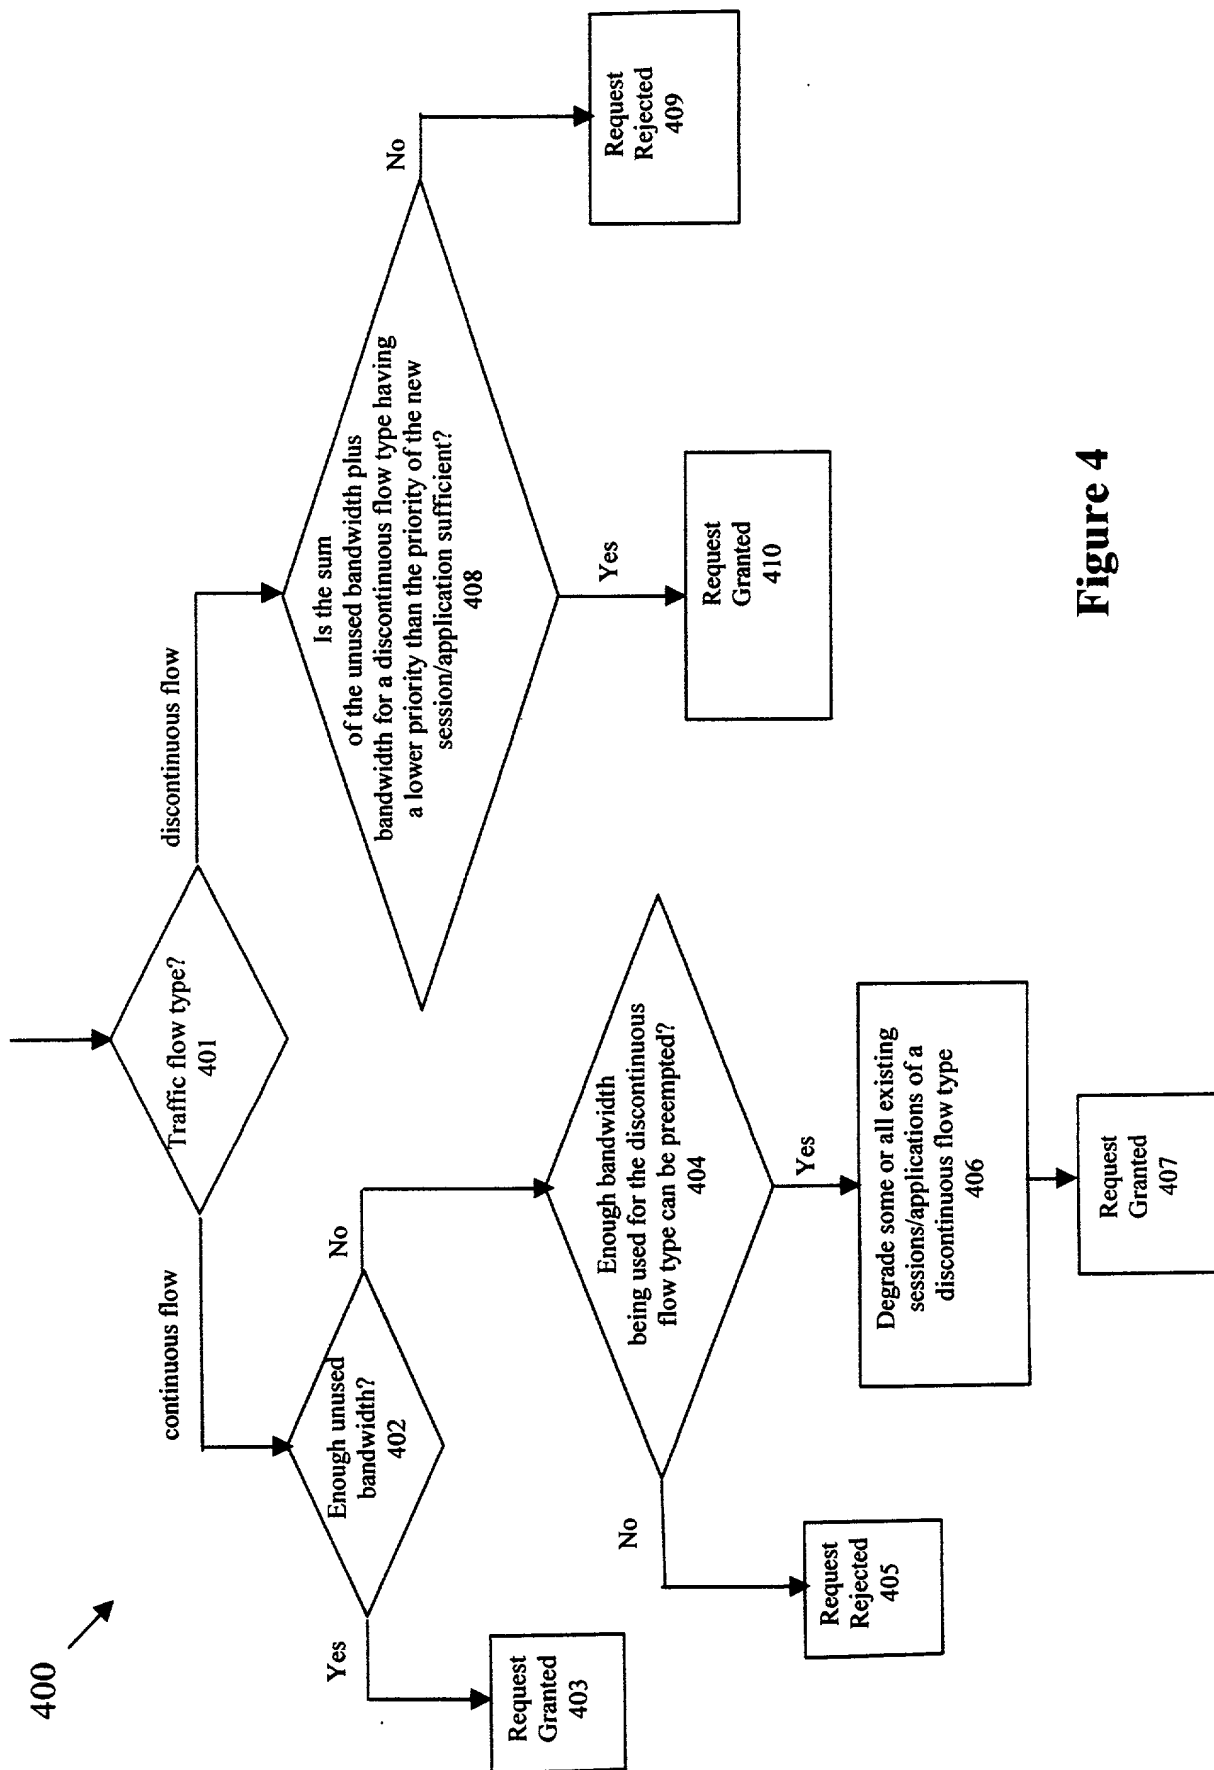 400
Traffic flow type?
401
continuous flow
discontinuous flow
Enough unused
bandwidth?
402
Yes
No
Request
Granted
403
Enough bandwidth
being used for the discontinuous
flow type can be preempted?
404
No
Yes
Request
Rejected
405
Degrade some or all existing
sessions/applications of a
discontinuous flow type
406
Request
Granted
407
Is the sum
of the unused bandwidth plus
bandwidth for a discontinuous flow type having
a lower priority than the priority of the new
session/application sufficient?
408
No
Yes
Request
Rejected
409
Request
Granted
410
Figure 4